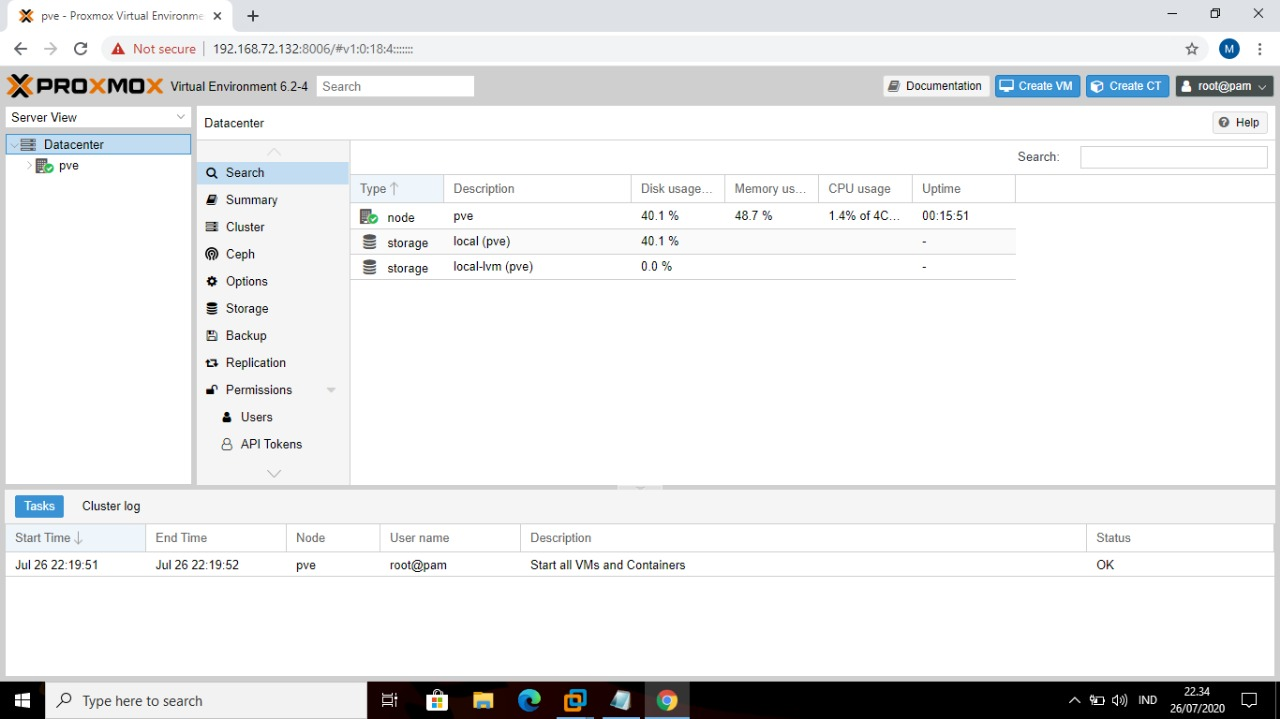 pve - Proxmox Virtual Environme
Not secure 192.168.72.132:8006/#v1:0:18:4:::::::
M
PROXMOX Virtual Environment 6.2-4 Search Documentation Create VM Create CT root@pam
Server View
Datacenter
pve
Datacenter Help
Search
Summary
Cluster
Ceph
Options
Storage
Backup
Replication
Permissions
Users
API Tokens
Search:
Type Description Disk usage... Memory us... CPU usage Uptime
node pve 40.1 % 48.7 % 1.4% of 4C... 00:15:51
storage local (pve) 40.1 % -
storage local-lvm (pve) 0.0 % -
Tasks Cluster log
Start Time End Time Node User name Description Status
Jul 26 22:19:51 Jul 26 22:19:52 pve root@pam Start all VMs and Containers OK
Type here to search
IND
22.34
26/07/2020